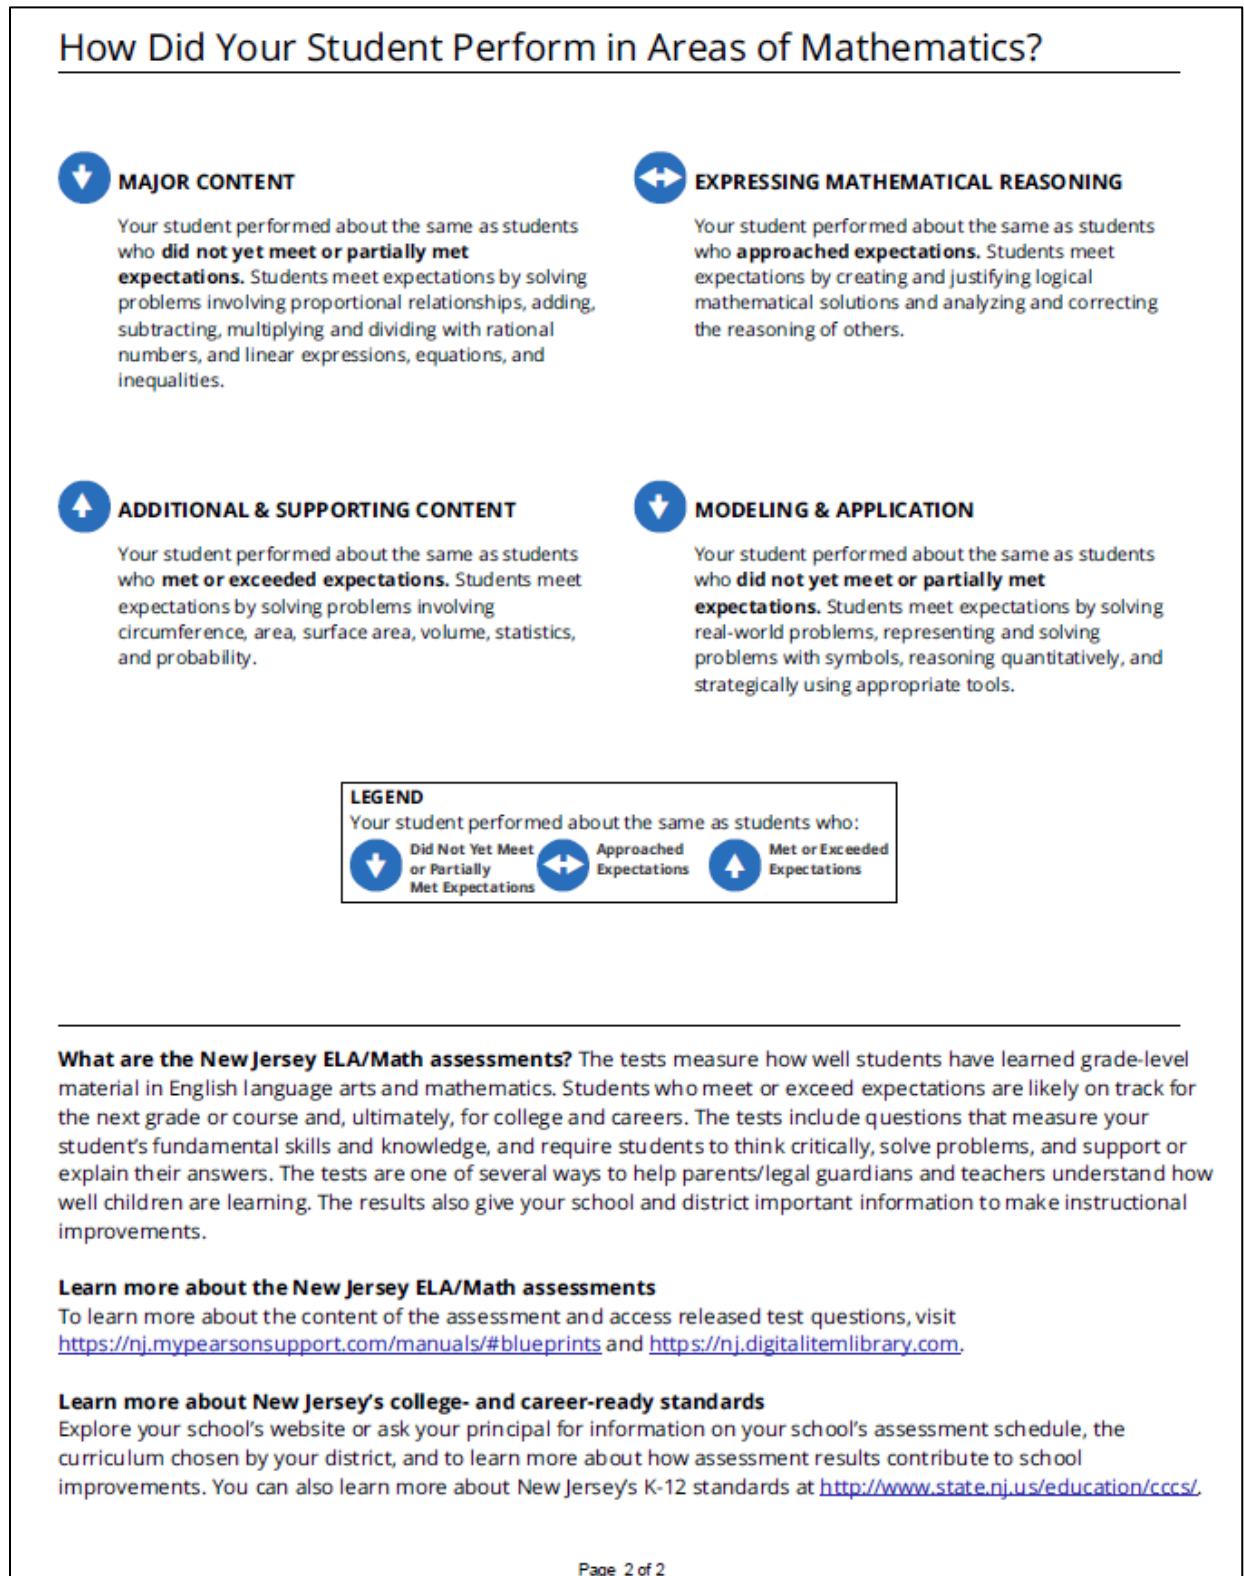 How Did Your Student Perform in Areas of Mathematics?
MAJOR CONTENT
Your student performed about the same as students
who did not yet meet or partially met
expectations. Students meet expectations by solving
problems involving proportional relationships, adding,
subtracting, multiplying and dividing with rational
numbers, and linear expressions, equations, and
inequalities.
EXPRESSING MATHEMATICAL REASONING
Your student performed about the same as students
who approached expectations. Students meet
expectations by creating and justifying logical
mathematical solutions and analyzing and correcting
the reasoning of others.
ADDITIONAL & SUPPORTING CONTENT
Your student performed about the same as students
who met or exceeded expectations. Students meet
expectations by solving problems involving
circumference, area, surface area, volume, statistics,
and probability.
MODELING & APPLICATION
Your student performed about the same as students
who did not yet meet or partially met
expectations. Students meet expectations by solving
real-world problems, representing and solving
problems with symbols, reasoning quantitatively, and
strategically using appropriate tools.
LEGEND
Your student performed about the same as students who:
Did Not Yet Meet
or Partially
Met Expectations
Approached
Expectations
Met or Exceeded
Expectations
What are the New Jersey ELA/Math assessments? The tests measure how well students have learned grade-level
material in English language arts and mathematics. Students who meet or exceed expectations are likely on track for
the next grade or course and, ultimately, for college and careers. The tests include questions that measure your
student's fundamental skills and knowledge, and require students to think critically, solve problems, and support or
explain their answers. The tests are one of several ways to help parents/legal guardians and teachers understand how
well children are learning. The results also give your school and district important information to make instructional
improvements.
Learn more about the New Jersey ELA/Math assessments
To learn more about the content of the assessment and access released test questions, visit
https://nj.mypearsonsupport.com/manuals/#blueprints and https://nj.digitalitemlibrary.com.
Learn more about New Jersey's college- and career-ready standards
Explore your school's website or ask your principal for information on your school's assessment schedule, the
curriculum chosen by your district, and to learn more about how assessment results contribute to school
improvements. You can also learn more about New Jersey's K-12 standards at http://www.state.nj.us/education/cccs/.
Page 2 of 2